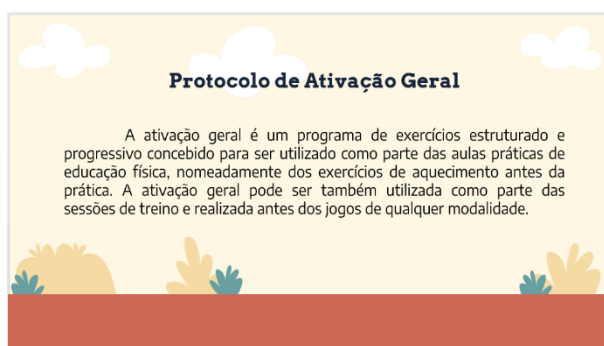 Protocolo de Ativação Geral
A ativação geral é um programa de exercícios estruturado e
progressivo concebido para ser utilizado como parte das aulas práticas de
educação física, nomeadamente dos exercícios de aquecimento antes da
prática. A ativação geral pode ser também utilizada como parte das
sessões de treino e realizada antes dos jogos de qualquer modalidade.